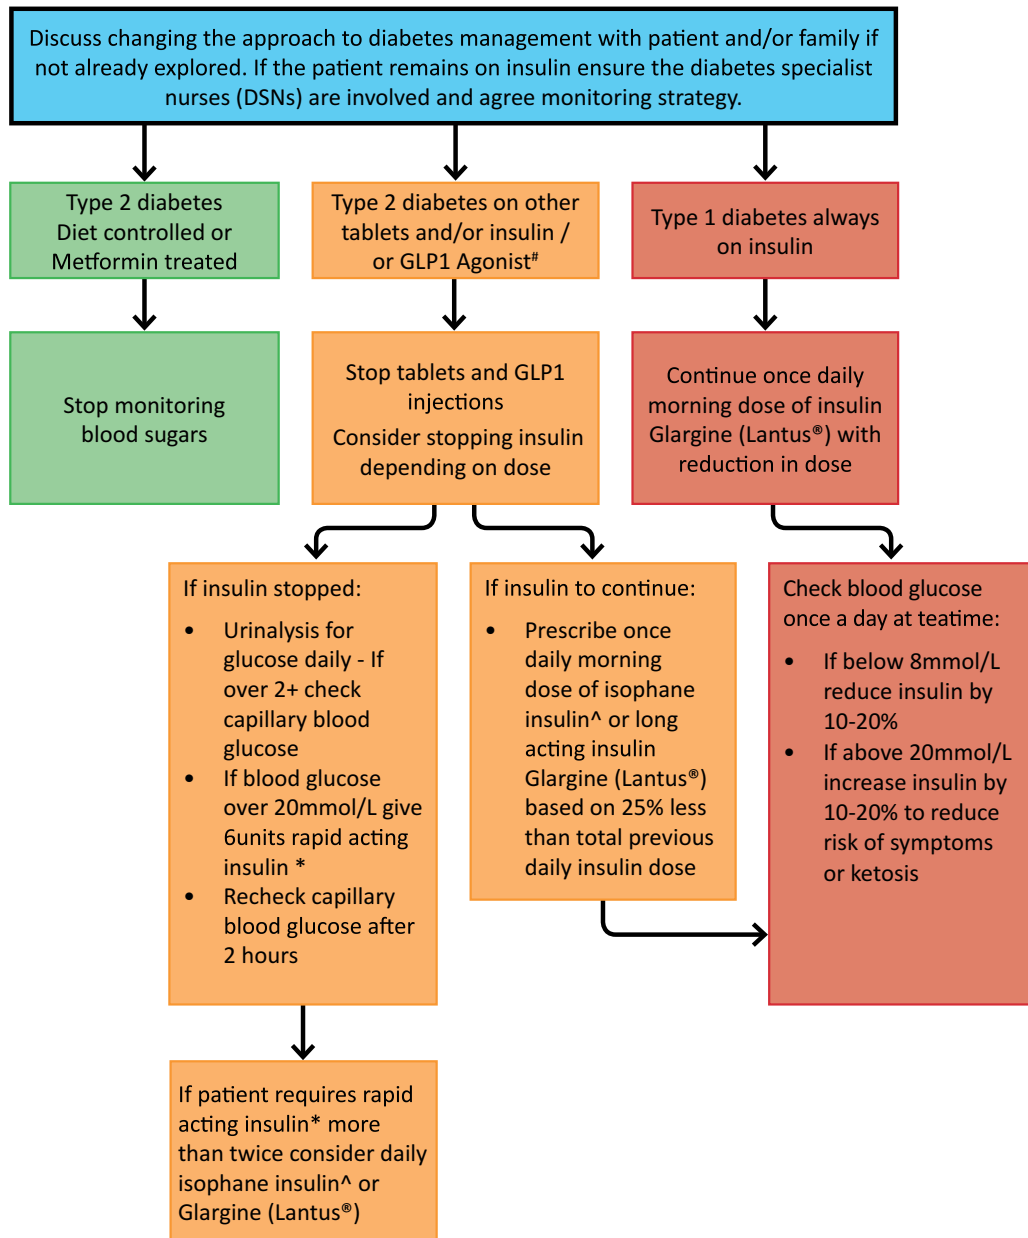 Discuss changing the approach to diabetes management with patient and/or family if
not already explored. If the patient remains on insulin ensure the diabetes specialist
nurses (DSNs) are involved and agree monitoring strategy.
Type 2 diabetes
Diet controlled or
Metformin treated
Type 2 diabetes on other
tablets and/or insulin /
or GLP1 Agonist#
Type 1 diabetes always
on insulin
Stop monitoring
blood sugars
Stop tablets and GLP1
injections
Consider stopping insulin
depending on dose
Continue once daily
morning dose of insulin
Glargine (Lantus®) with
reduction in dose
If insulin stopped:
• Urinalysis for
glucose daily - If
over 2+ check
capillary blood
glucose
• If blood glucose
over 20mmol/L give
6units rapid acting
insulin *
• Recheck capillary
blood glucose after
2 hours
If insulin to continue:
• Prescribe once
daily morning
dose of isophane
insulin^ or long
acting insulin
Glargine (Lantus®)
based on 25% less
than total previous
daily insulin dose
Check blood glucose
once a day at teatime:
• If below 8mmol/L
reduce insulin by
10-20%
• If above 20mmol/L
increase insulin by
10-20% to reduce
risk of symptoms
or ketosis
If patient requires rapid
acting insulin* more
than twice consider daily
isophane insulin^ or
Glargine (Lantus®)